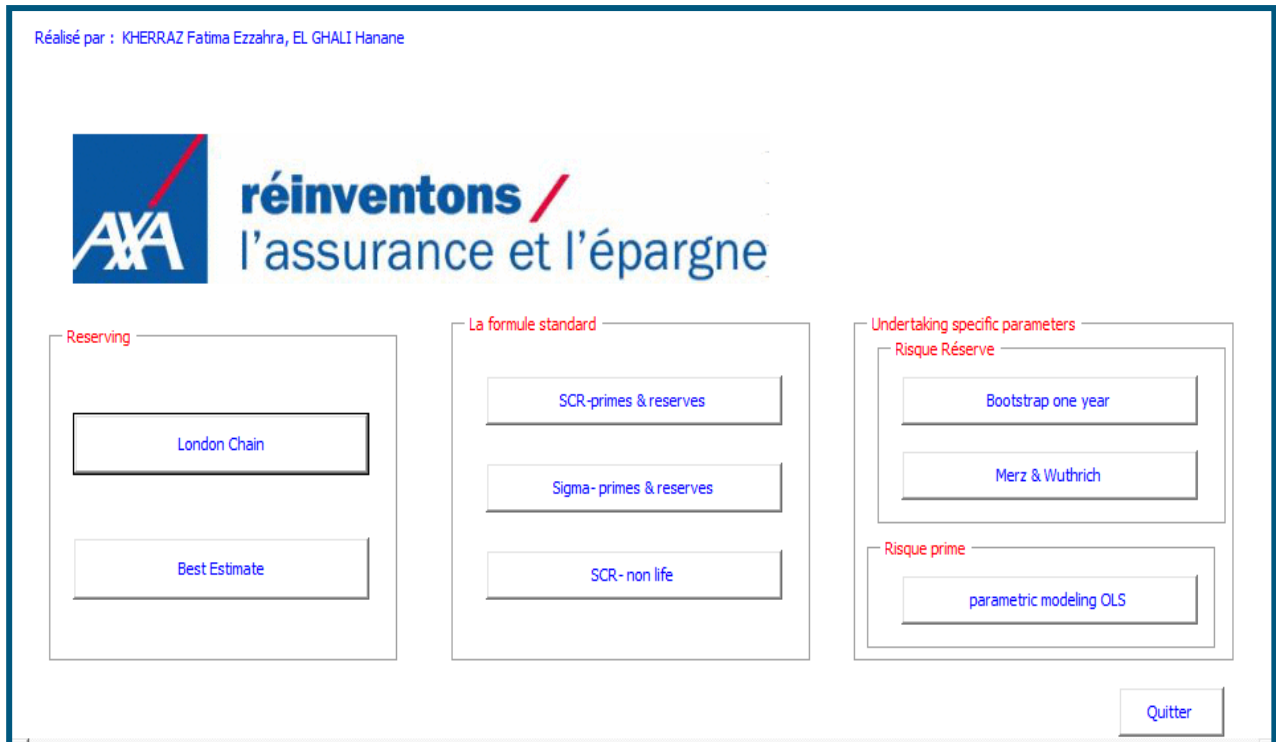 Réalisé par : KHERRAZ Fatima Ezzahra, EL GHALI Hanane
AXA
réinventons /
l'assurance et l'épargne
Reserving
London Chain
Best Estimate
La formule standard
SCR-primes & reserves
Sigma- primes & reserves
SCR- non life
Undertaking specific parameters
Risque Réserve
Bootstrap one year
Merz & Wuthrich
Risque prime
parametric modeling OLS
Quitter